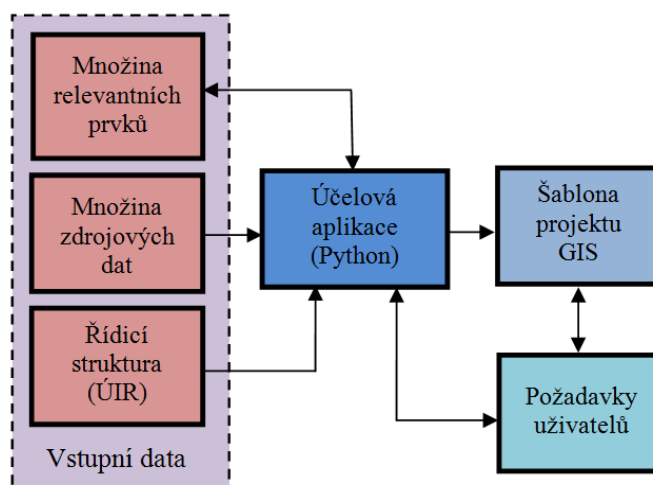 Množina
relevantních
prvků
Množina
zdrojových
dat
Řídicí
struktura
(ÚIR)
Vstupní data
Účelová
aplikace
(Python)
Šablona
projektu
GIS
Požadavky
uživatelů